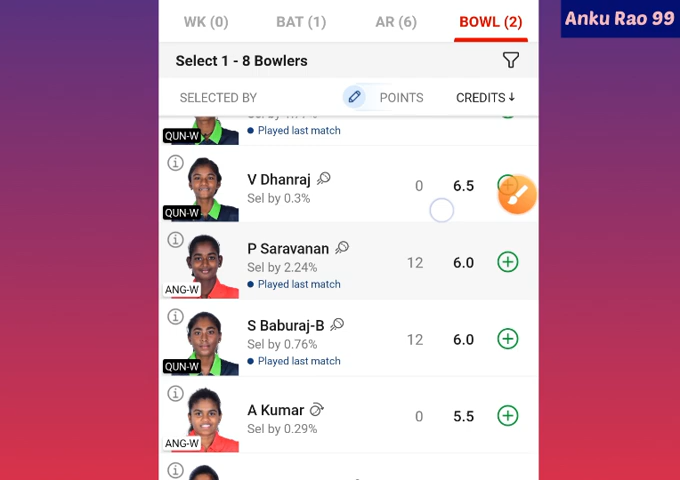 WK (0) BAT (1) AR (6) BOWL (2)
Anku Rao 99
Select 1 - 8 Bowlers
SELECTED BY POINTS CREDITS↓
QUN-W
Played last match
V Dhanraj 0 6.5
Sel by 0.3%
QUN-W
P Saravanan 12 6.0
Sel by 2.24%
ANG-W
Played last match
S Baburaj-B 12 6.0
Sel by 0.76%
QUN-W
Played last match
A Kumar 0 5.5
Sel by 0.29%
ANG-W